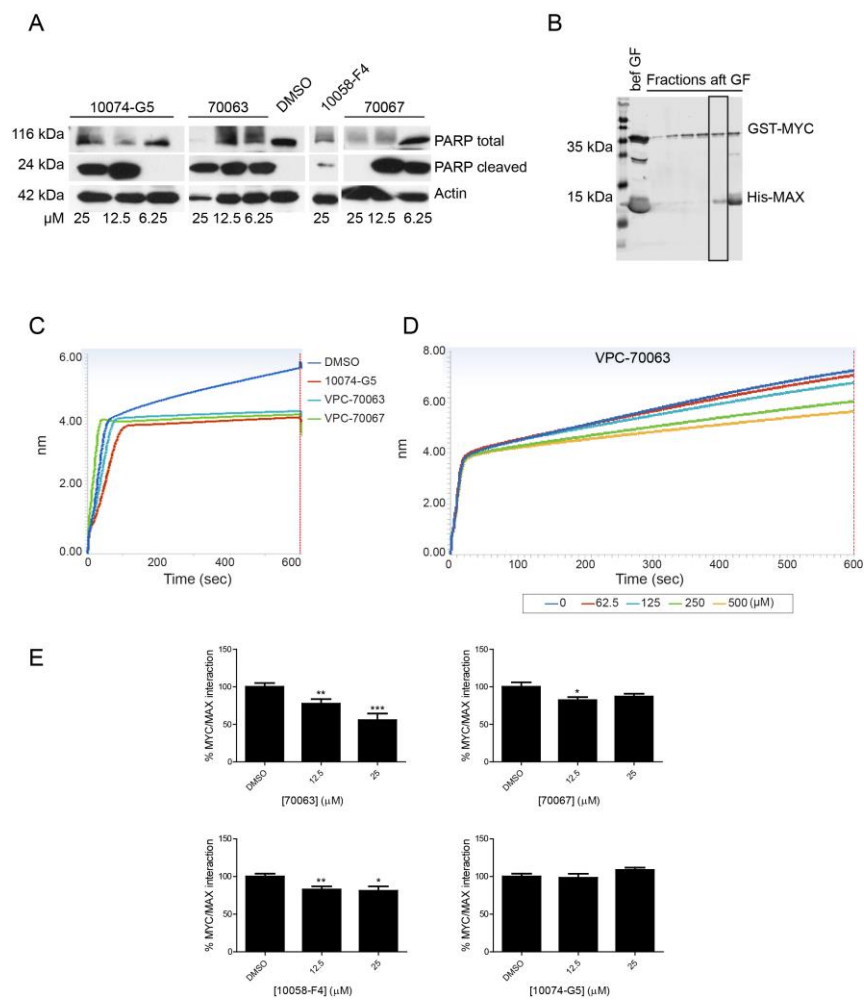 A
10074-G5 70063 DMSO 10058-F4 70067
116 kDa PARP total
24 kDa PARP cleaved
42 kDa Actin
µM 25 12.5 6.25 25 12.5 6.25 25 25 12.5 6.25
B
bef GF Fractions aft GF
35 kDa GST-MYC
15 kDa His-MAX
C
6.00
4.00
2.00
0.00
nm
0 200 400 600
Time (sec)
DMSO
10074-G5
VPC-70063
VPC-70067
D
VPC-70063
8.00
6.00
4.00
2.00
0.00
nm
0 100 200 300 400 500 600
Time (sec)
0 62.5 125 250 500 (µM)
E
% MYC/MAX interaction
150
100
50
0
** ***
DMSO 12.5 25
[70063] (µM)
% MYC/MAX interaction
150
100
50
0
*
DMSO 12.5 25
[70067] (µM)
% MYC/MAX interaction
150
100
50
0
** *
DMSO 12.5 25
[10058-F4] (µM)
% MYC/MAX interaction
150
100
50
0
DMSO 12.5 25
[10074-G5] (µM)